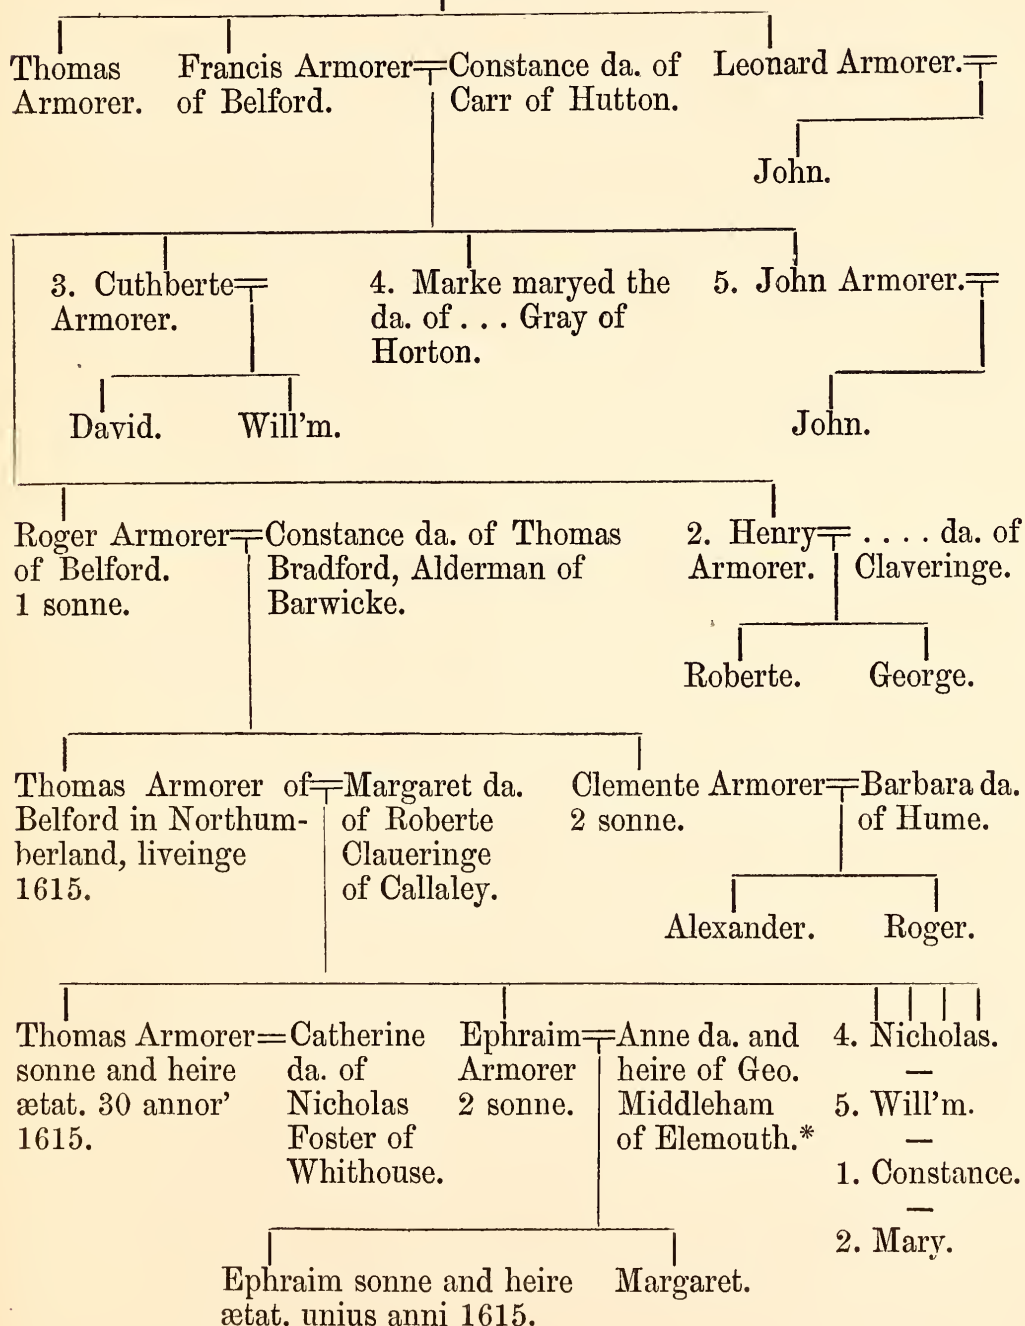 Thomas
Armorer.
Francis Armorer=Constance da. of
of Belford.
Carr of Hutton.
Leonard Armorer.=
John.
3. Cuthberte=
Armorer.
4. Marke maryed the
da. of . . . Gray of
Horton.
5. John Armorer.=
David.
Will'm.
John.
Roger Armorer=Constance da. of Thomas
of Belford.
1 sonne.
Bradford, Alderman of
Barwicke.
2. Henry= . . . . da. of
Armorer.
Claveringe.
Roberte.
George.
Thomas Armorer of=Margaret da.
Belford in Northum-
berland, liveinge
1615.
of Roberte
Claueringe
of Callaley.
Clemente Armorer=Barbara da.
2 sonne.
of Hume.
Alexander.
Roger.
Thomas Armorer=Catherine
sonne and heire
ætat. 30 annor'
1615.
da. of
Nicholas
Foster of
Whithouse.
Ephraim=Anne da. and
Armorer
2 sonne.
heire of Geo.
Middleham
of Elemouth.*
4. Nicholas.
—
5. Will'm.
—
1. Constance.
—
2. Mary.
Ephraim sonne and heire
ætat. unius anni 1615.
Margaret.